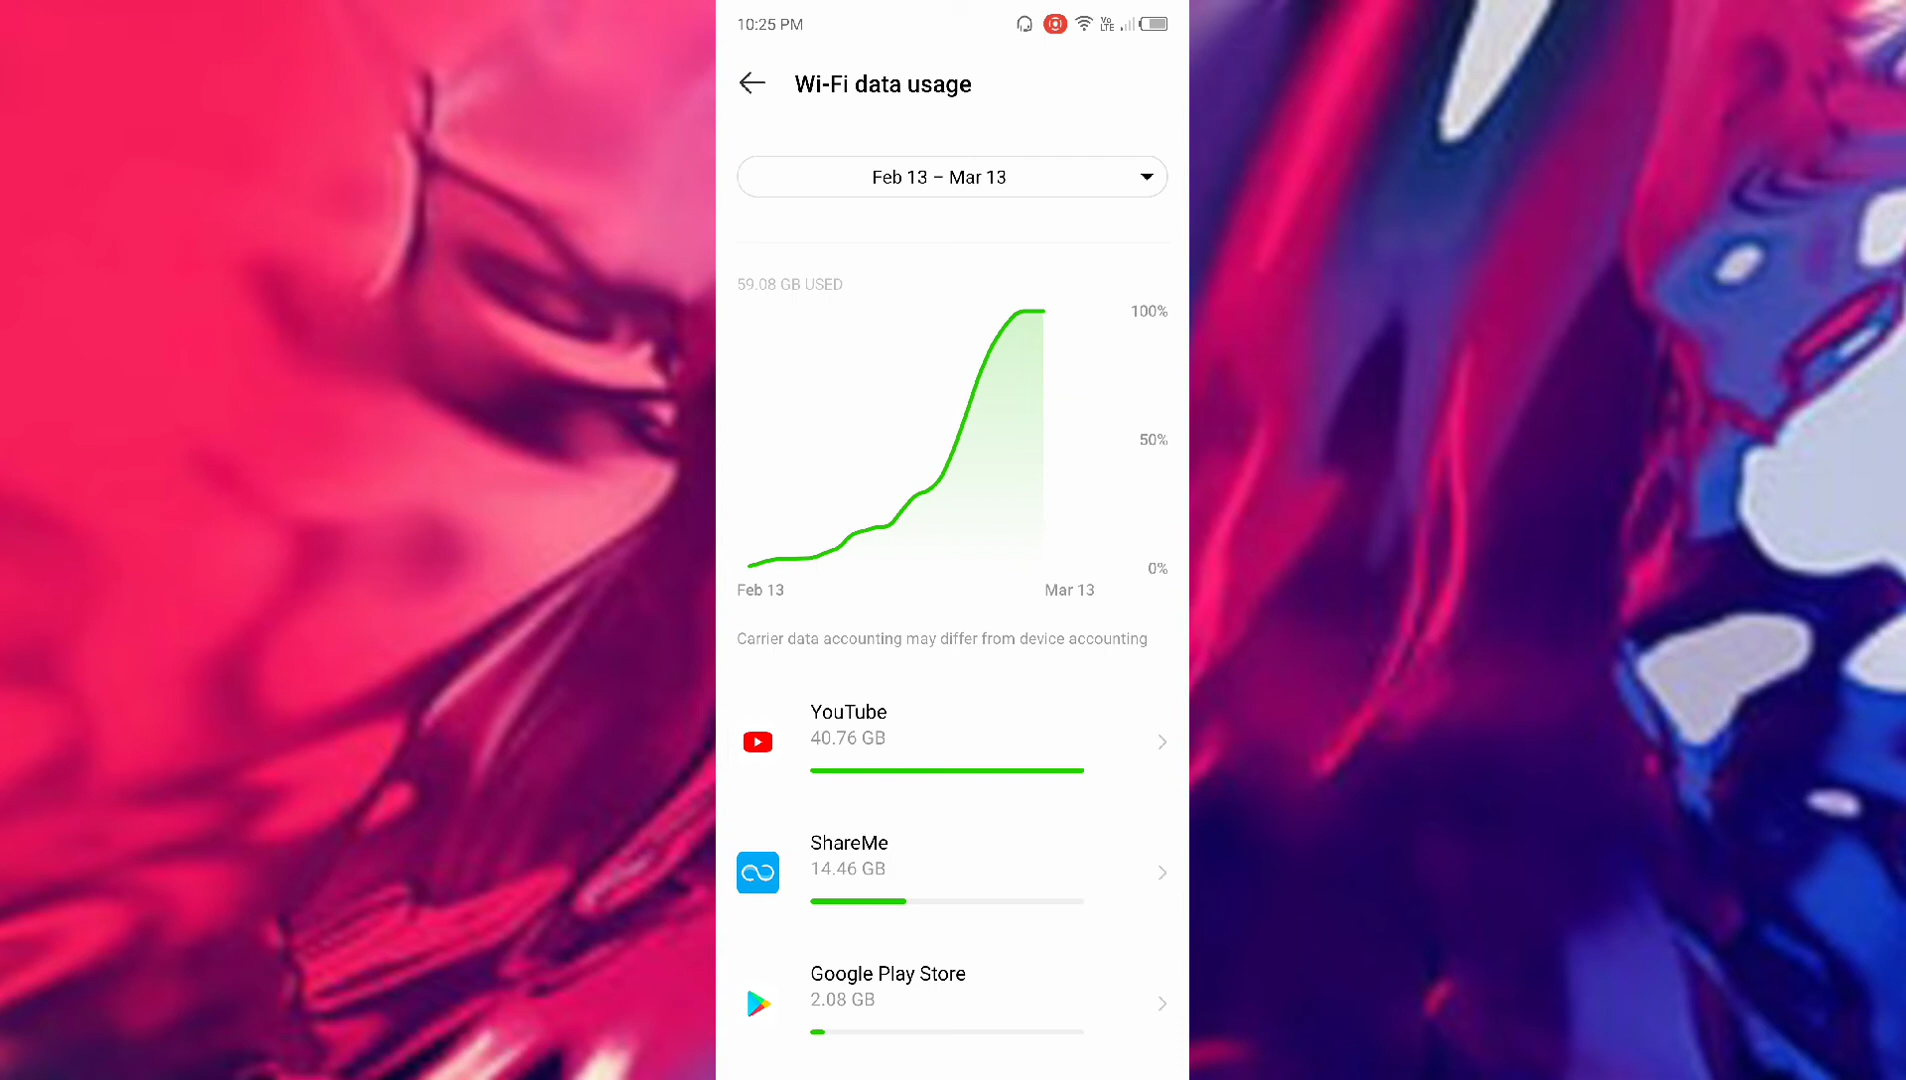 10:25 PM
Vo
LTE
Wi-Fi data usage
Feb 13 – Mar 13
59.08 GB USED
100%
50%
0%
Feb 13
Mar 13
Carrier data accounting may differ from device accounting
YouTube
40.76 GB
ShareMe
14.46 GB
Google Play Store
2.08 GB